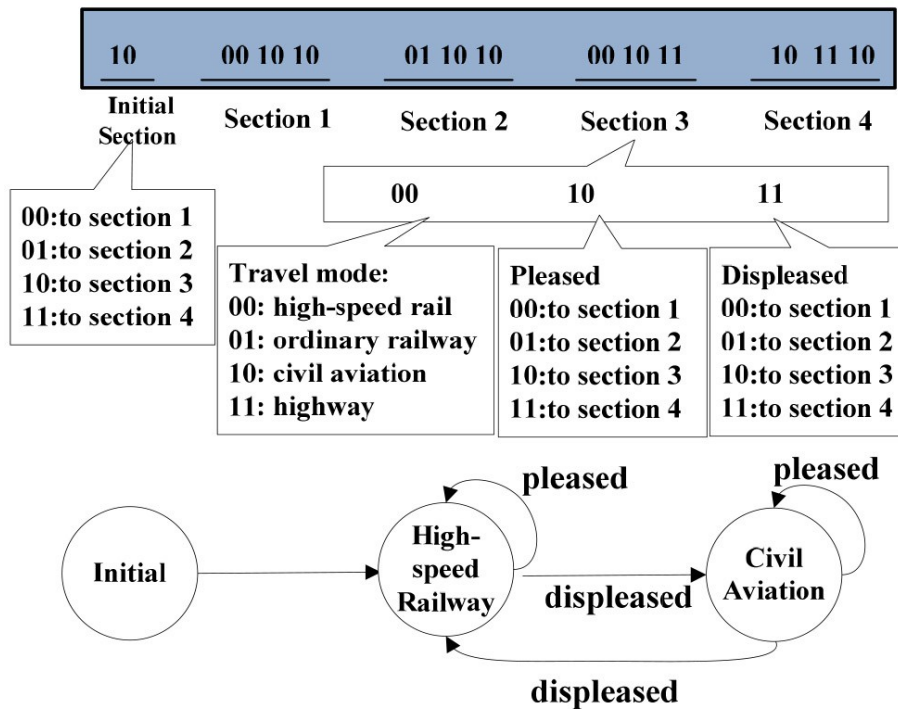 10 00 10 10 01 10 10 00 10 11 10 11 10
Initial Section
Section 1
Section 2
Section 3
Section 4
00 10 11
00:to section 1
01:to section 2
10:to section 3
11:to section 4
Travel mode:
00: high-speed rail
01: ordinary railway
10: civil aviation
11: highway
Pleased
00:to section 1
01:to section 2
10:to section 3
11:to section 4
Displeased
00:to section 1
01:to section 2
10:to section 3
11:to section 4
Initial
High-
speed
Railway
pleased
displeased
Civil
Aviation
pleased
displeased